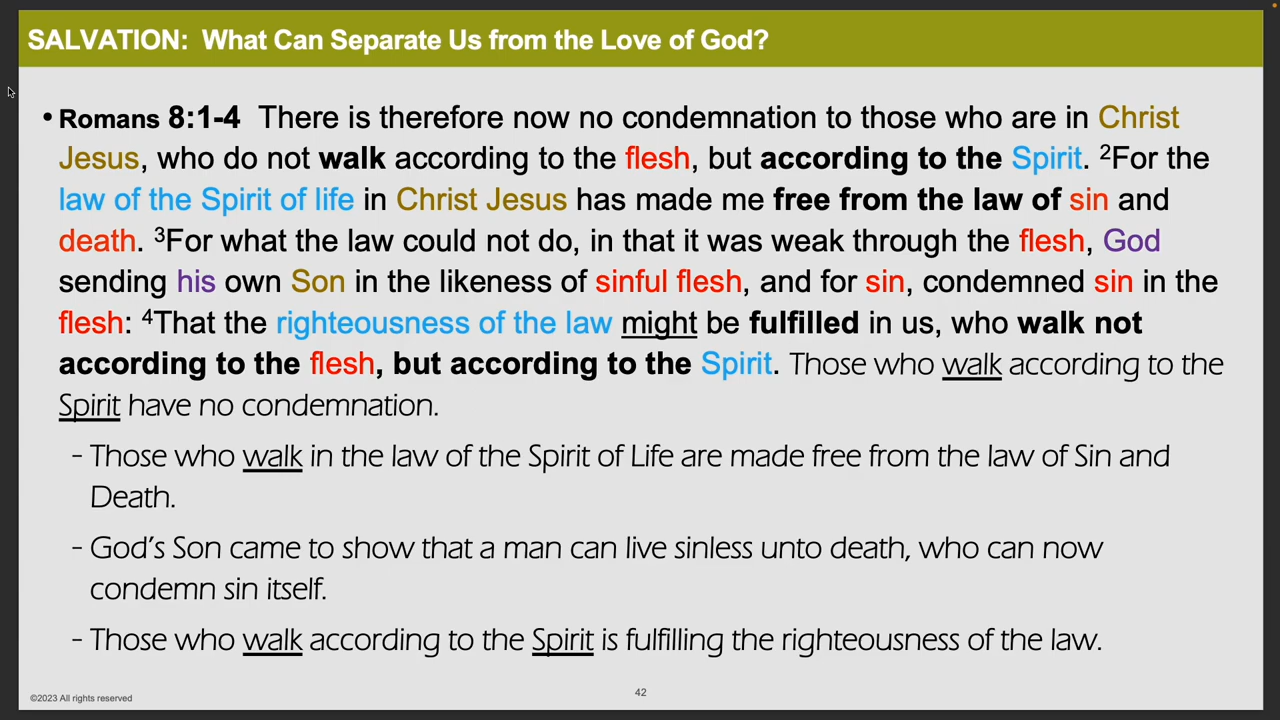 SALVATION: What Can Separate Us from the Love of God?
• Romans 8:1-4 There is therefore now no condemnation to those who are in Christ
Jesus, who do not walk according to the flesh, but according to the Spirit. ²For the
law of the Spirit of life in Christ Jesus has made me free from the law of sin and
death. ³For what the law could not do, in that it was weak through the flesh, God
sending his own Son in the likeness of sinful flesh, and for sin, condemned sin in the
flesh: ⁴That the righteousness of the law might be fulfilled in us, who walk not
according to the flesh, but according to the Spirit. Those who walk according to the
Spirit have no condemnation.
- Those who walk in the law of the Spirit of Life are made free from the law of Sin and
Death.
- God's Son came to show that a man can live sinless unto death, who can now
condemn sin itself.
- Those who walk according to the Spirit is fulfilling the righteousness of the law.
©2023 All rights reserved
42